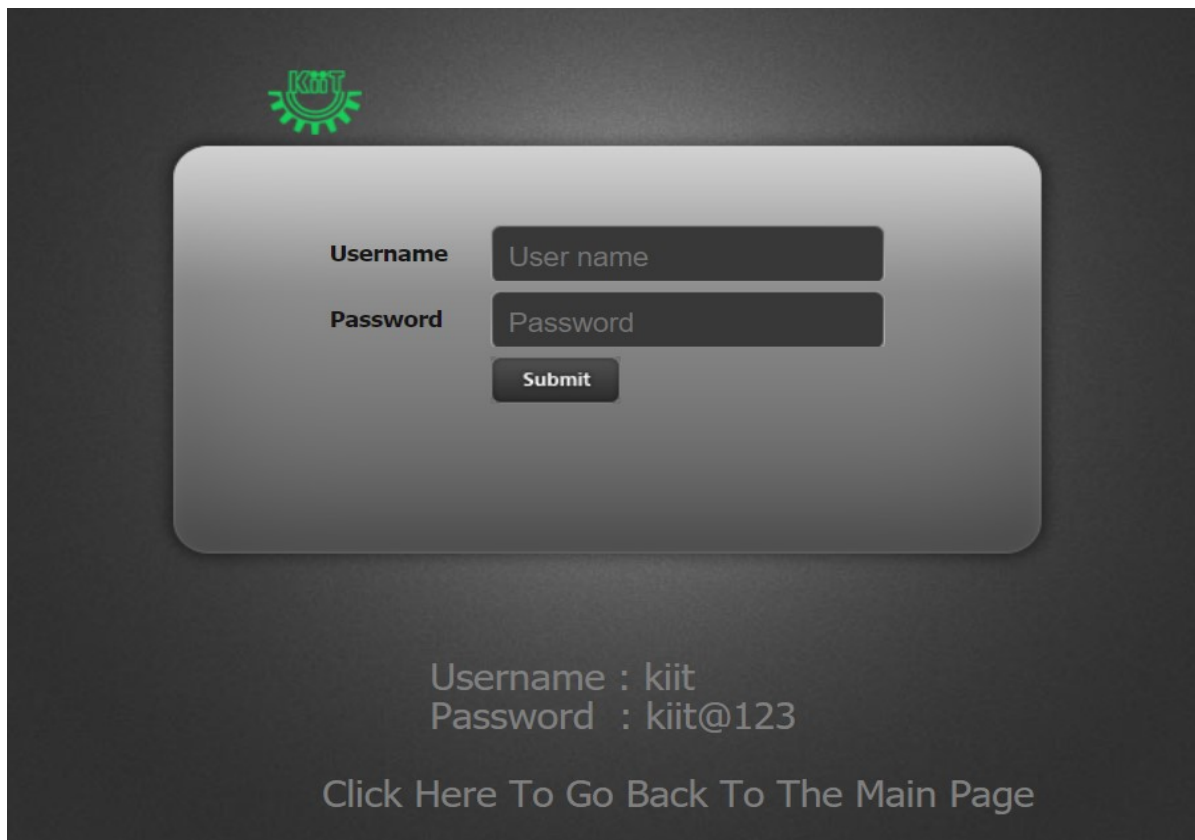 KiiT
Username
User name
Password
Password
Submit
Username : kiit
Password : kiit@123
Click Here To Go Back To The Main Page